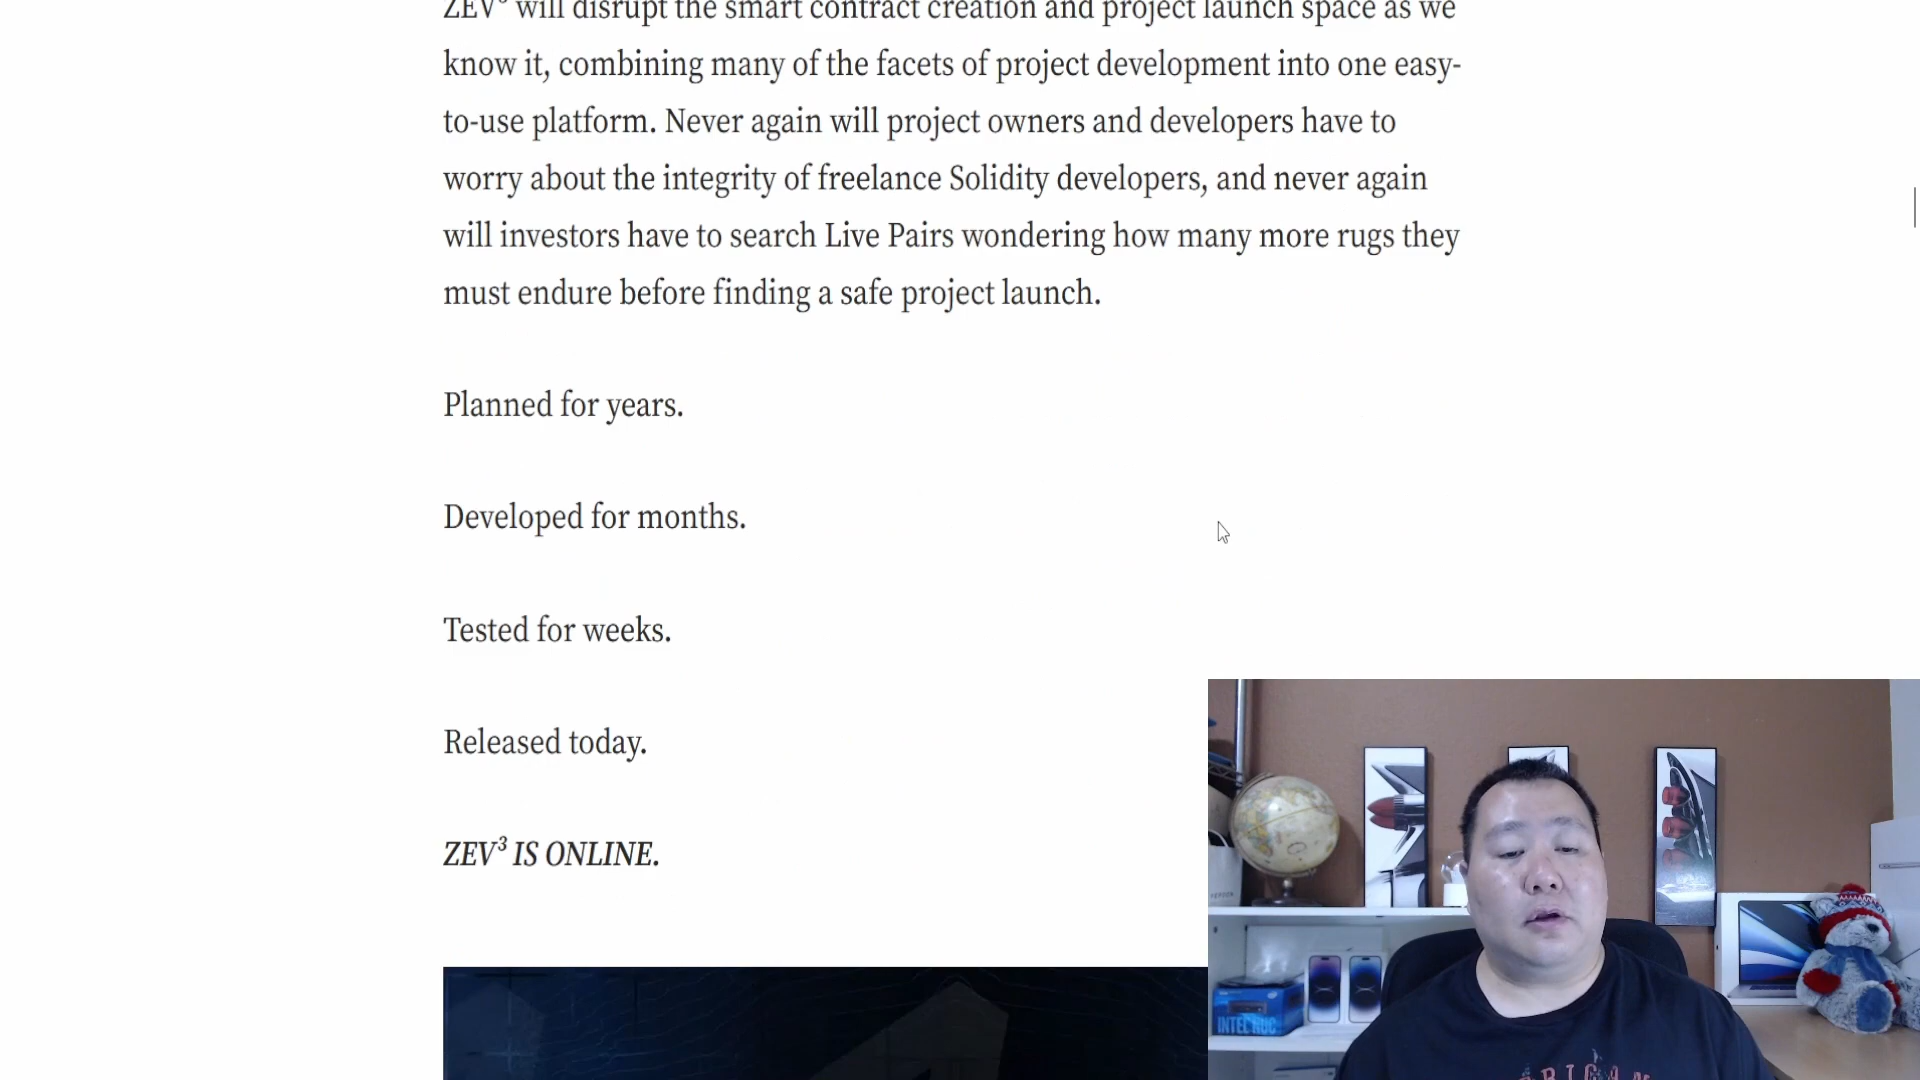 ZEV³ will disrupt the smart contract creation and project launch space as we
know it, combining many of the facets of project development into one easy-
to-use platform. Never again will project owners and developers have to
worry about the integrity of freelance Solidity developers, and never again
will investors have to search Live Pairs wondering how many more rugs they
must endure before finding a safe project launch.
Planned for years.
Developed for months.
Tested for weeks.
Released today.
ZEV³ IS ONLINE.
INTEL NUC